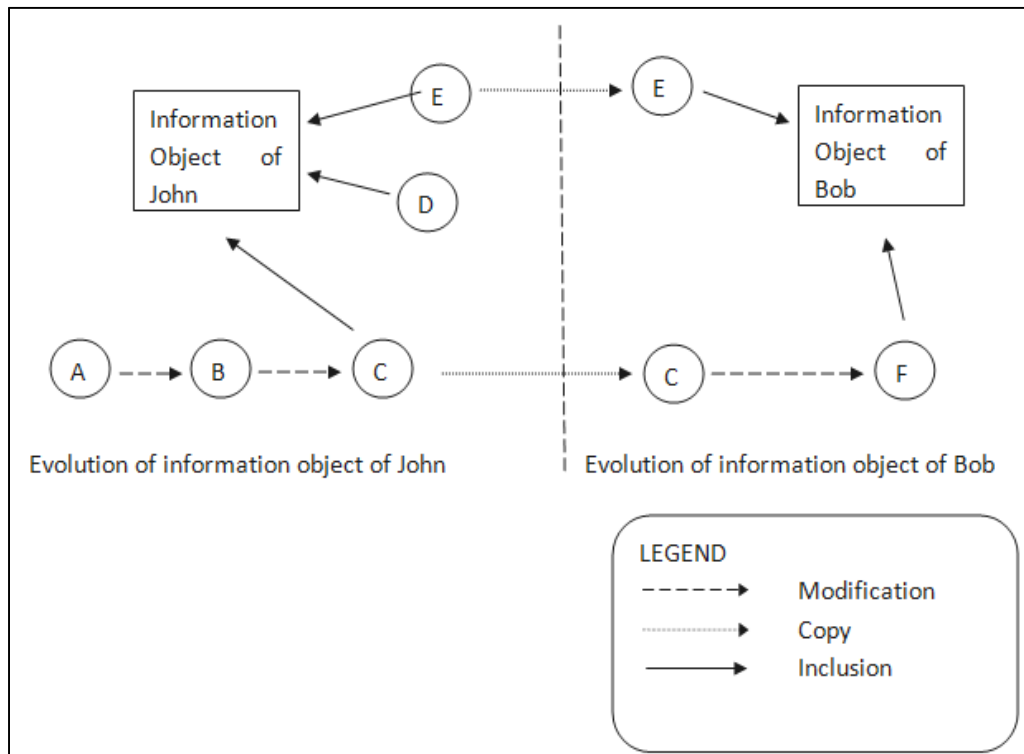 E
E
Information
Object of
John
Information
Object of
Bob
D
A
B
C
C
F
Evolution of information object of John
Evolution of information object of Bob
LEGEND
Modification
Copy
Inclusion